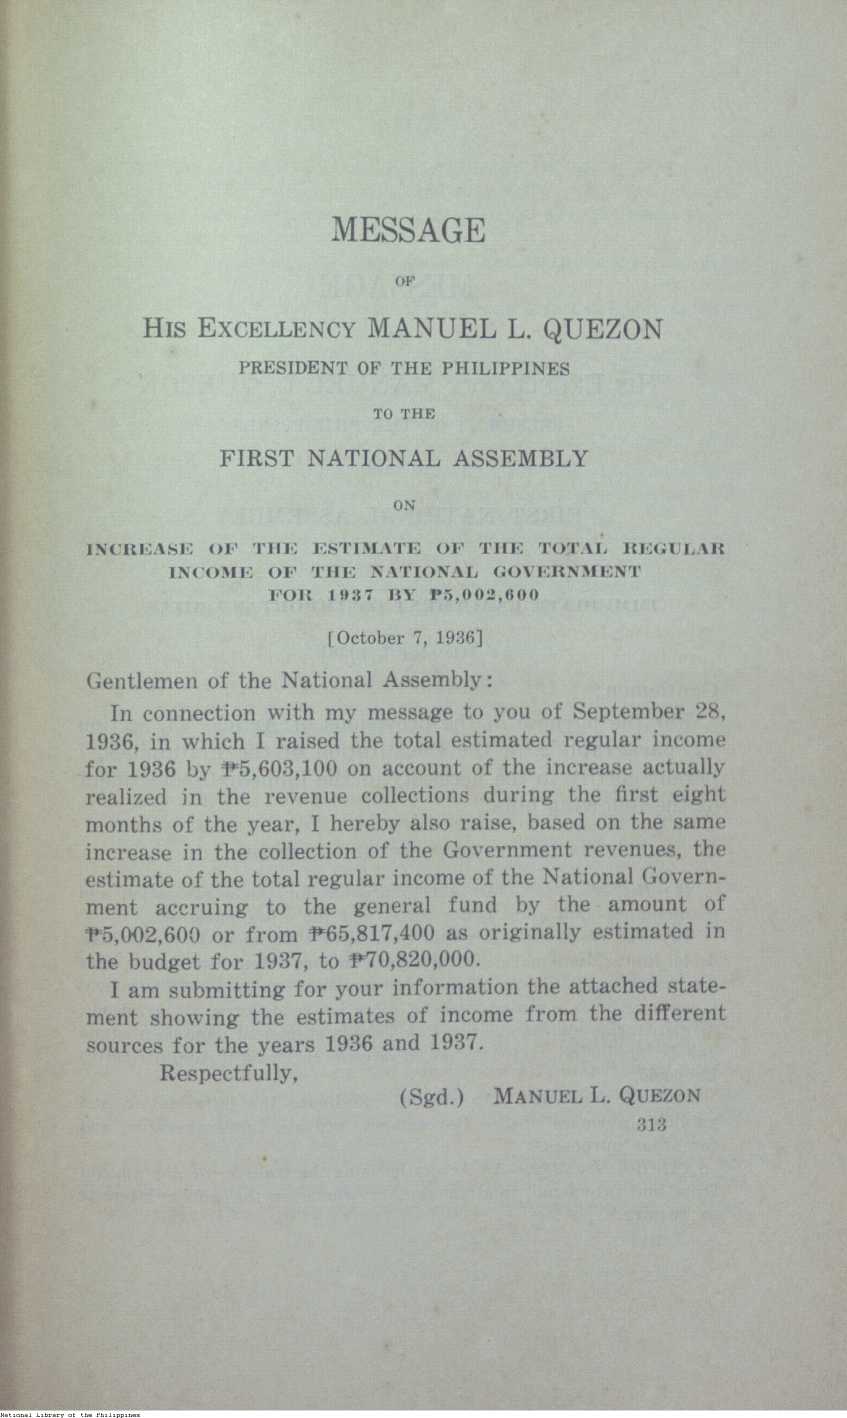 MESSAGE
OF
HIS EXCELLENCY MANUEL L. QUEZON
PRESIDENT OF THE PHILIPPINES
TO THE
FIRST NATIONAL ASSEMBLY
ON
INCREASE OF THE ESTIMATE OF THE TOTAL REGULAR
INCOME OF THE NATIONAL GOVERNMENT
FOR 1937 BY ₱5,002,600
[October 7, 1936]
Gentlemen of the National Assembly:
In connection with my message to you of September 28,
1936, in which I raised the total estimated regular income
for 1936 by ₱5,603,100 on account of the increase actually
realized in the revenue collections during the first eight
months of the year, I hereby also raise, based on the same
increase in the collection of the Government revenues, the
estimate of the total regular income of the National Govern-
ment accruing to the general fund by the amount of
₱5,002,600 or from ₱65,817,400 as originally estimated in
the budget for 1937, to ₱70,820,000.
I am submitting for your information the attached state-
ment showing the estimates of income from the different
sources for the years 1936 and 1937.
Respectfully,
(Sgd.) MANUEL L. QUEZON
313
National Library of the Philippines